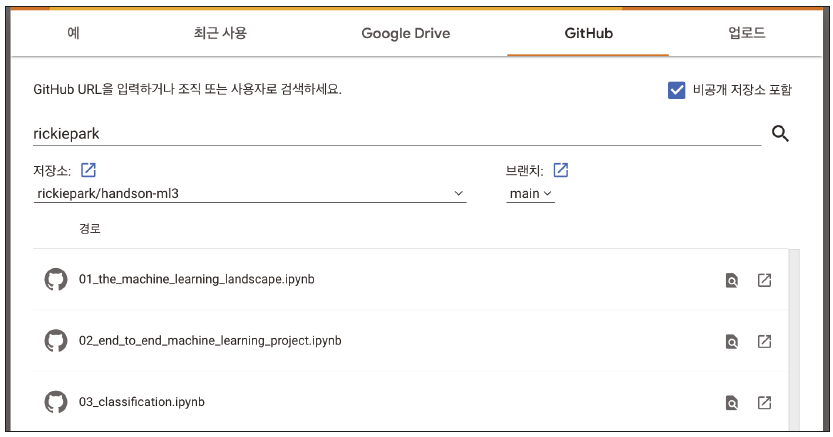 예 최근 사용 Google Drive GitHub 업로드
GitHub URL을 입력하거나 조직 또는 사용자로 검색하세요. 비공개 저장소 포함
rickiepark
저장소: 브랜치:
rickiepark/handson-ml3 main
경로
01_the_machine_learning_landscape.ipynb
02_end_to_end_machine_learning_project.ipynb
03_classification.ipynb